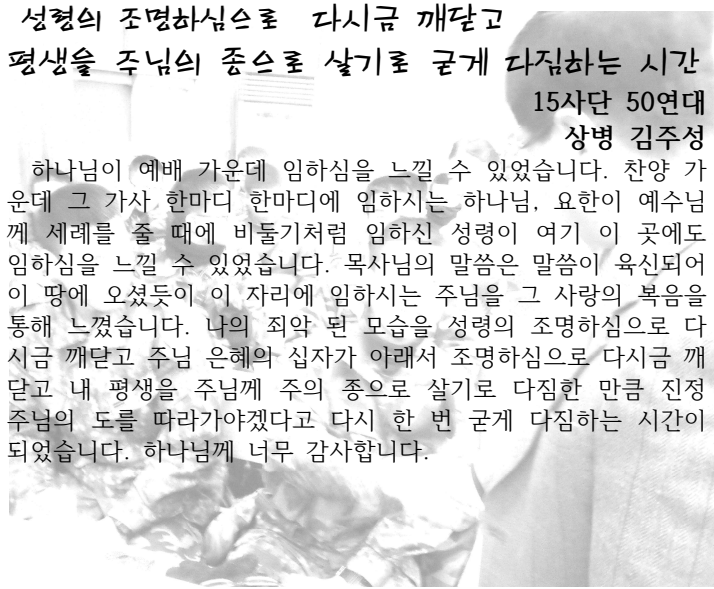 성령의 조명하심으로 다시금 깨닫고
평생을 주님의 종으로 살기로 굳게 다짐하는 시간
15사단 50연대
상병 김주성
하나님이 예배 가운데 임하심을 느낄 수 있었습니다. 찬양 가
운데 그 가사 한마디 한마디에 임하시는 하나님, 요한이 예수님
께 세례를 줄 때에 비둘기처럼 임하신 성령이 여기 이 곳에도
임하심을 느낄 수 있었습니다. 목사님의 말씀은 말씀이 육신되어
이 땅에 오셨듯이 이 자리에 임하시는 주님을 그 사랑의 복음을
통해 느꼈습니다. 나의 죄악 된 모습을 성령의 조명하심으로 다
시금 깨닫고 주님 은혜의 십자가 아래서 조명하심으로 다시금 깨
닫고 내 평생을 주님께 주의 종으로 살기로 다짐한 만큼 진정
주님의 도를 따라가야겠다고 다시 한 번 굳게 다짐하는 시간이
되었습니다. 하나님께 너무 감사합니다.